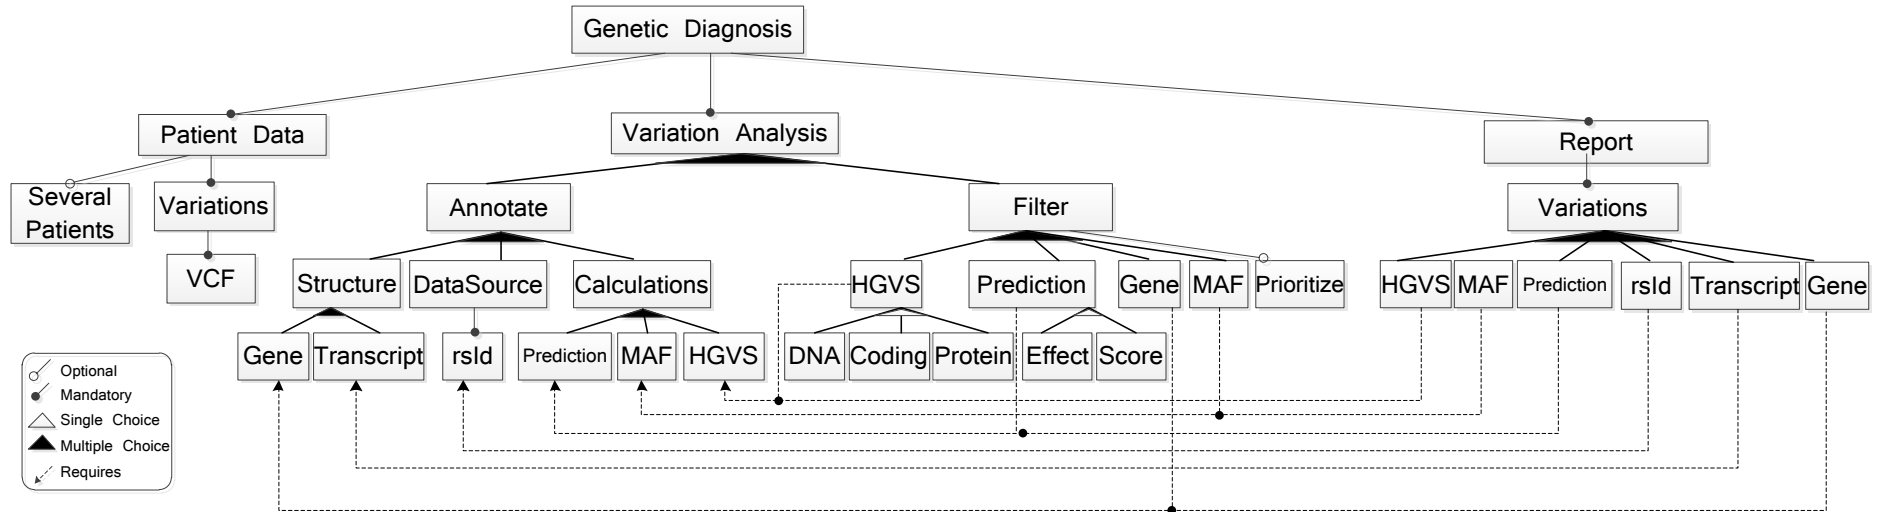 Genetic Diagnosis
Patient Data
Variation Analysis
Report
Several
Patients
Variations
Annotate
Filter
Variations
VCF
Structure
DataSource
Calculations
HGVS
Prediction
Gene
MAF
Prioritize
HGVS
MAF
Prediction
rsId
Transcript
Gene
Gene
Transcript
rsId
Prediction
MAF
HGVS
DNA
Coding
Protein
Effect
Score
Optional
Mandatory
Single Choice
Multiple Choice
Requires